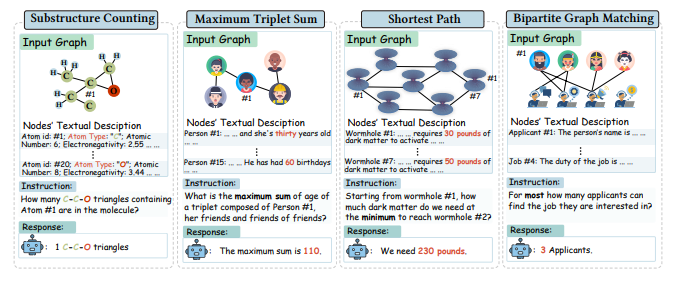 Substructure Counting
Input Graph
H
H
H
H
C
C
H
C
C
O
#1
H
C
C
H
Nodes' Textual Desciption
Atom id: #1; Atom Type: "C"; Atomic
Number: 6; Electronegativity: 2.55 ... ...
Atom id: #20; Atom Type: "O"; Atomic
Number: 8; Electronegativity: 3.44 ... ...
Instruction:
How many C-C-O triangles containing
Atom #1 are in the molecule?
Response:
: 1 C-C-O triangles
Maximum Triplet Sum
Input Graph
#1
Nodes' Textual Desciption
Person #1: ... ... and she's thirty years old
... ...
Person #15: ... ... He has had 60 birthdays
... ...
Instruction:
What is the maximum sum of age of
a triplet composed of Person #1,
her friends and friends of friends?
Response:
: The maximum sum is 110.
Shortest Path
Input Graph
#1
#1
#7
Nodes' Textual Desciption
Wormhole #1: ... ... requires 30 pounds of
dark matter to activate ... ...
Wormhole #7: ... ... requires 50 pounds of
dark matter to activate ... ...
Instruction:
Starting from wormhole #1, how
much dark matter do we need at
the minimum to reach wormhole #2?
Response:
: We need 230 pounds.
Bipartite Graph Matching
Input Graph
#1
Nodes' Textual Desciption
Applicant #1: The person's name is ... ...
Job #4: The duty of the job is ... ...
Instruction:
For most how many applicants can
find the job they are interested in?
Response:
: 3 Applicants.